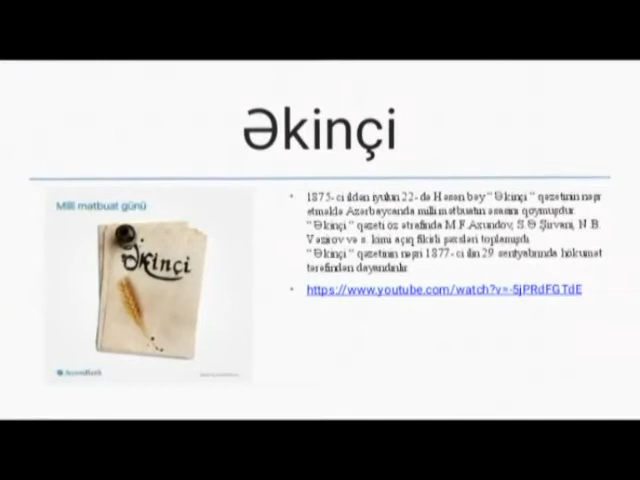 Əkinçi
Milli mətbuat günü
Əkinçi
1875- ci ildən iyulun 22- də Həsən bəy “ Əkinçi ” qəzetinin nəşr
etməklə Azərbaycanda milli mətbuatın əsasını qoymuşdur.
“ Əkinçi ” qəzeti öz ətrafında M.F.Axundov, S.Ə.Şirvani, N.B.
Vəzirov və s. kimi açıq fikirli şəxsləri toplamışdı.
“ Əkinçi ” qəzetinin nəşri 1877- ci ilin 29 sentyabrında hökumət
tərəfindən dayandırılır.
https://www.youtube.com/watch?v=-5jPRdFGTdE
AccessBank